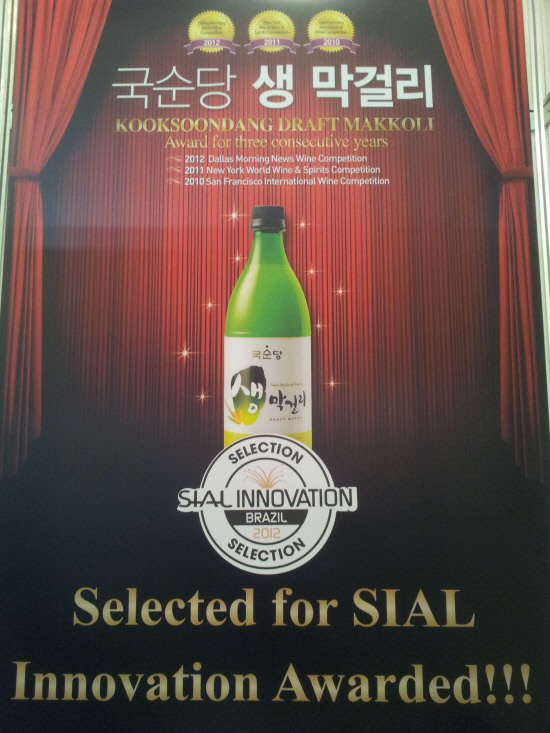 2012
2011
2010
국순당 생 막걸리
KOOKSOONDANG DRAFT MAKKOLI
Award for three consecutive years
2012 Dallas Morning News Wine Competition
2011 New York World Wine & Spirits Competition
2010 San Francisco International Wine Competition
국순당
생
막걸리
SELECTION
SIAL INNOVATION
BRAZIL
2012
SELECTION
Selected for SIAL
Innovation Awarded!!!